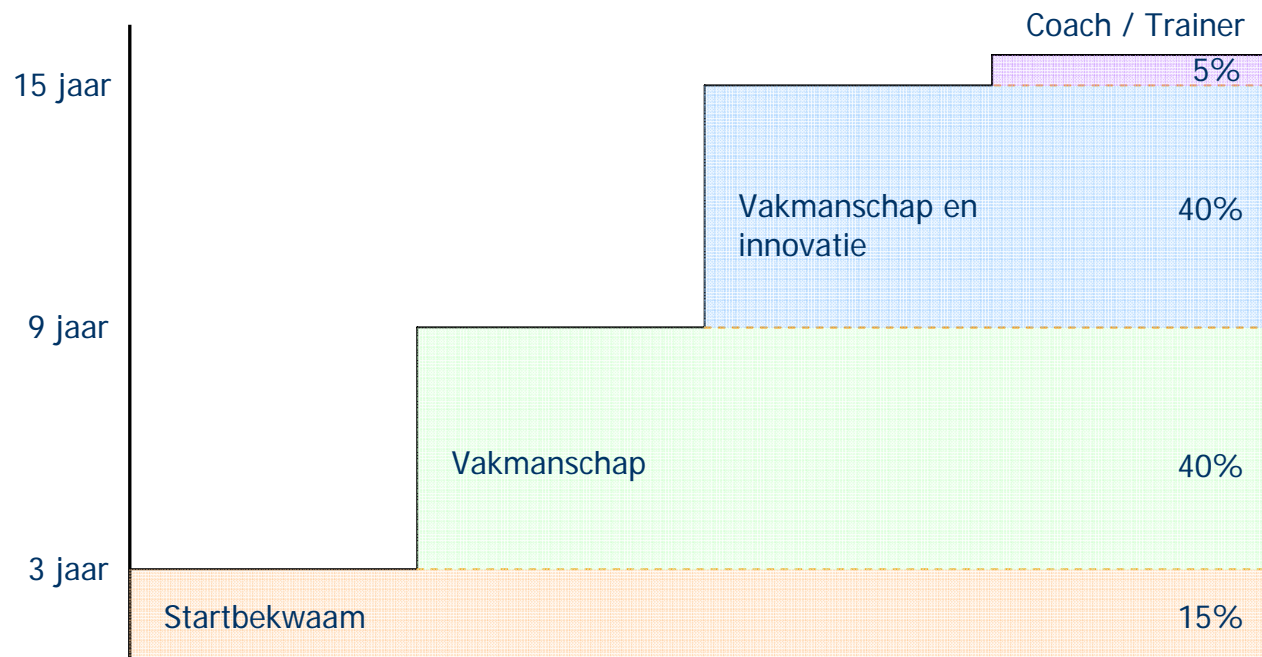 Coach / Trainer
15 jaar
5%
Vakmanschap en
innovatie
40%
9 jaar
Vakmanschap
40%
3 jaar
Startbekwaam
15%